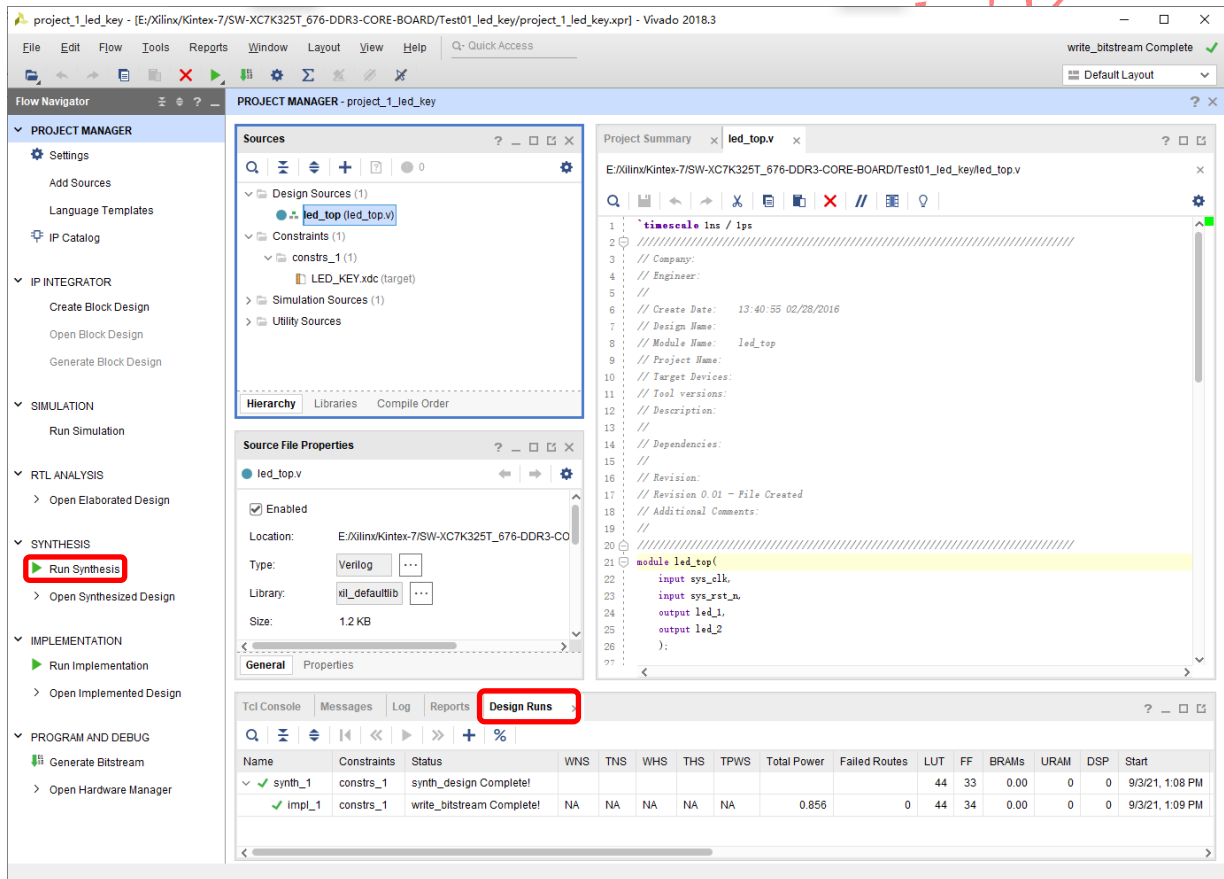 project_1_led_key - [E:/Xilinx/Kintex-7/SW-XC7K325T_676-DDR3-CORE-BOARD/Test01_led_key/project_1_led_key.xpr] - Vivado 2018.3
File Edit Flow Tools Reports Window Layout View Help Quick Access
write_bitstream Complete
Default Layout
Flow Navigator
PROJECT MANAGER
Settings
Add Sources
Language Templates
IP Catalog
IP INTEGRATOR
Create Block Design
Open Block Design
Generate Block Design
SIMULATION
Run Simulation
RTL ANALYSIS
Open Elaborated Design
SYNTHESIS
Run Synthesis
Open Synthesized Design
IMPLEMENTATION
Run Implementation
Open Implemented Design
PROGRAM AND DEBUG
Generate Bitstream
Open Hardware Manager
PROJECT MANAGER - project_1_led_key
Sources
0
Design Sources (1)
led_top (led_top.v)
Constraints (1)
constrs_1 (1)
LED_KEY.xdc (target)
Simulation Sources (1)
Utility Sources
Hierarchy Libraries Compile Order
Source File Properties
led_top.v
Enabled
Location: E:/Xilinx/Kintex-7/SW-XC7K325T_676-DDR3-CO
Type: Verilog
Library: xil_defaultlib
Size: 1.2 KB
General Properties
Project Summary led_top.v
E:/Xilinx/Kintex-7/SW-XC7K325T_676-DDR3-CORE-BOARD/Test01_led_key/led_top.v
1 `timescale 1ns / 1ps
2 //////////////////////////////////////////////////////////////////////////////////
3 // Company:
4 // Engineer:
5 //
6 // Create Date: 13:40:55 02/28/2016
7 // Design Name:
8 // Module Name: led_top
9 // Project Name:
10 // Target Devices:
11 // Tool versions:
12 // Description:
13 //
14 // Dependencies:
15 //
16 // Revision:
17 // Revision 0.01 - File Created
18 // Additional Comments:
19 //
20 //////////////////////////////////////////////////////////////////////////////////
21 module led_top(
22 input sys_clk,
23 input sys_rst_n,
24 output led_1,
25 output led_2
26 );
27
Tcl Console Messages Log Reports Design Runs
Name Constraints Status WNS TNS WHS THS TPWS Total Power Failed Routes LUT FF BRAMs URAM DSP Start
synth_1 constrs_1 synth_design Complete! 44 33 0.00 0 0 9/3/21, 1:08 PM
impl_1 constrs_1 write_bitstream Complete! NA NA NA NA NA 0.856 0 44 34 0.00 0 0 9/3/21, 1:09 PM